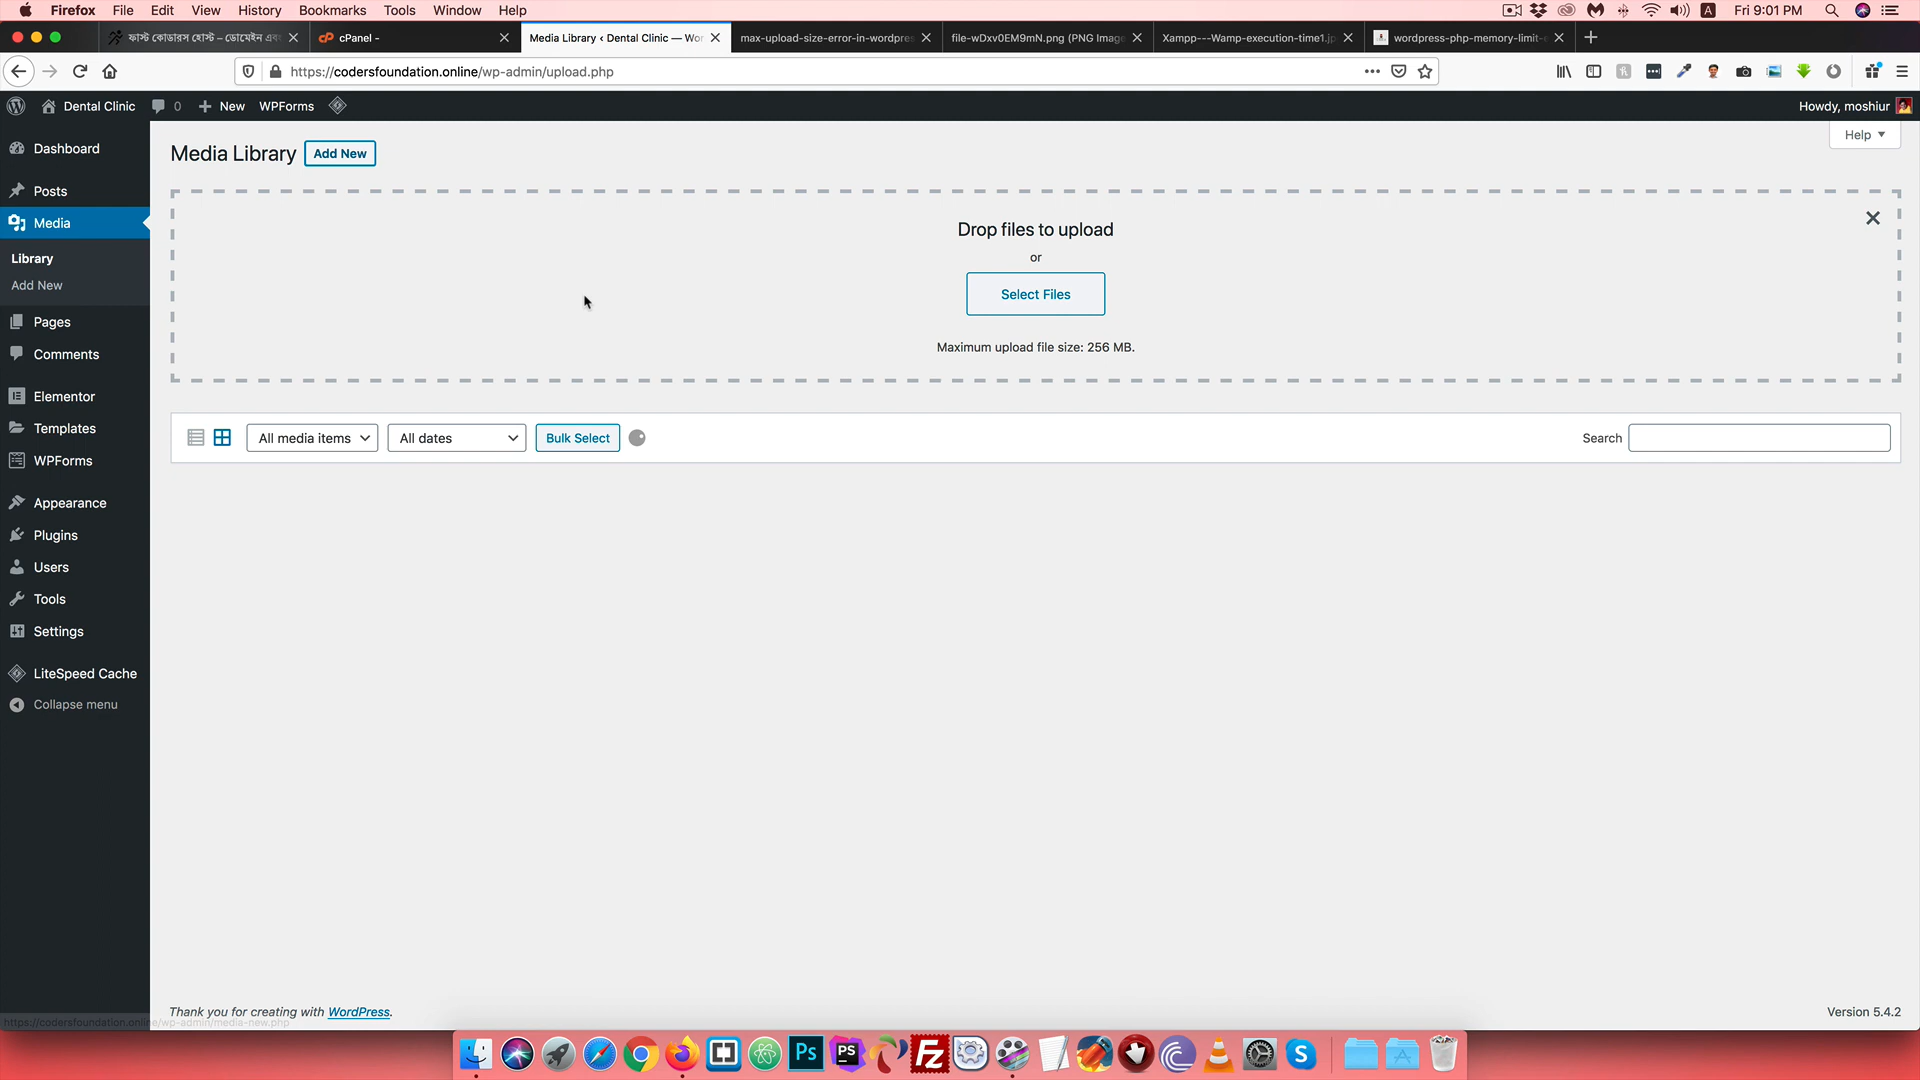 Firefox File Edit View History Bookmarks Tools Window Help Fri 9:01 PM
ফাস্ট কোডারস হোস্ট – ডোমেইন এবং cPanel - Media Library ‹ Dental Clinic — Wor max-upload-size-error-in-wordpres file-wDxv0EM9mN.png (PNG Image Xampp---Wamp-execution-time1.jp wordpress-php-memory-limit-
https://codersfoundation.online/wp-admin/upload.php
Dental Clinic 0 New WPForms Howdy, moshiur
Help
Dashboard
Posts
Media
Library
Add New
Pages
Comments
Elementor
Templates
WPForms
Appearance
Plugins
Users
Tools
Settings
LiteSpeed Cache
Collapse menu
Media Library Add New
Drop files to upload
or
Select Files
Maximum upload file size: 256 MB.
All media items All dates Bulk Select Search
Thank you for creating with WordPress. Version 5.4.2
https://codersfoundation.online/wp-admin/media-new.php
Ps PS FZ